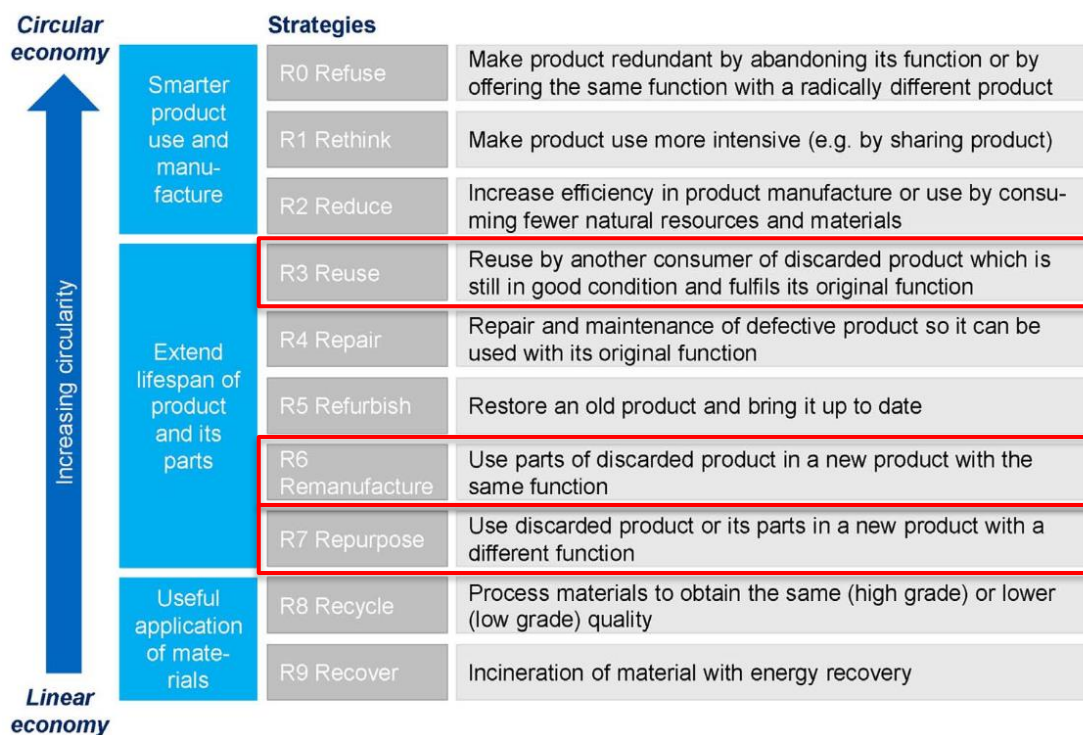 Circular
economy
Strategies
Smarter
product
use and
manu-
facture
R0 Refuse
Make product redundant by abandoning its function or by
offering the same function with a radically different product
R1 Rethink
Make product use more intensive (e.g. by sharing product)
R2 Reduce
Increase efficiency in product manufacture or use by consu-
ming fewer natural resources and materials
Increasing circularity
Extend
lifespan of
product
and its
parts
R3 Reuse
Reuse by another consumer of discarded product which is
still in good condition and fulfils its original function
R4 Repair
Repair and maintenance of defective product so it can be
used with its original function
R5 Refurbish
Restore an old product and bring it up to date
R6
Remanufacture
Use parts of discarded product in a new product with the
same function
R7 Repurpose
Use discarded product or its parts in a new product with a
different function
Useful
application
of mate-
rials
R8 Recycle
Process materials to obtain the same (high grade) or lower
(low grade) quality
R9 Recover
Incineration of material with energy recovery
Linear
economy